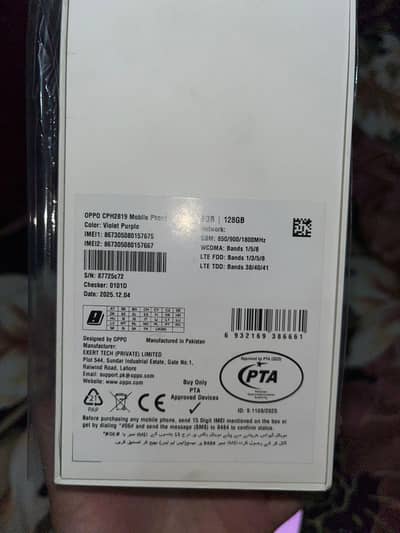 OPPO CPH2819 Mobile Phone | 128GB
Color: Violet Purple
IMEI1: 867305080157675
IMEI2: 867305080157667
GSM: 850/900/1800MHz
WCDMA: Bands 1/5/8
LTE FDD: Bands 1/3/5/8
LTE TDD: Bands 38/40/41
S/N: 87725c72
Checker: 0101D
Date: 2025.12.04
6 932169 386661
Designed by OPPO
Manufactured in Pakistan
Manufacturer:
EXERT TECH (PRIVATE) LIMITED
Plot 544, Sundar Industrial Estate, Gate No.1,
Raiwind Road, Lahore
Email: support.pk@oppo.com
Website: www.oppo.com
Approved by PTA (2025)
PTA
ID: 9.1169/2025
Buy Only
PTA
Approved Devices
21
PAP
CE
Before purchasing any mobile phone, send 15 Digit IMEI mentioned on the box or
get by dialing *#06# and send the message (SMS) to 8484 to confirm status.